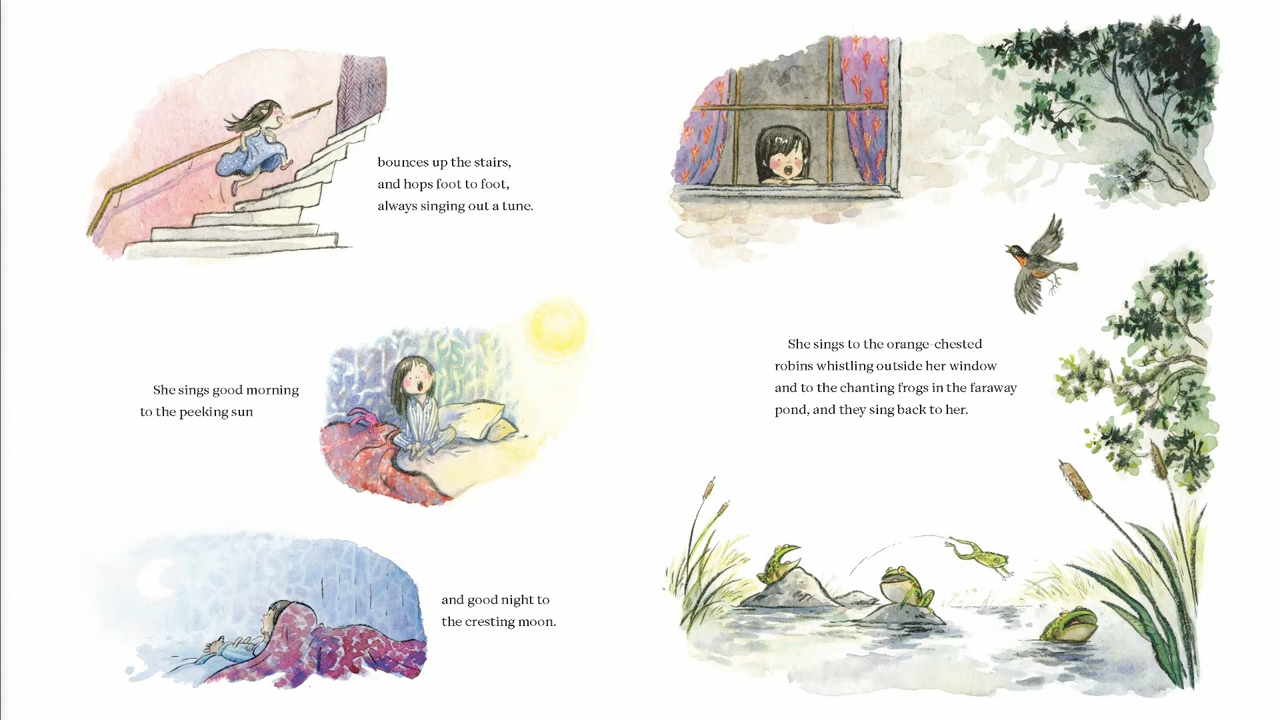 bounces up the stairs,
and hops foot to foot,
always singing out a tune.
She sings good morning
to the peeking sun
and good night to
the cresting moon.
She sings to the orange-chested
robins whistling outside her window
and to the chanting frogs in the faraway
pond, and they sing back to her.